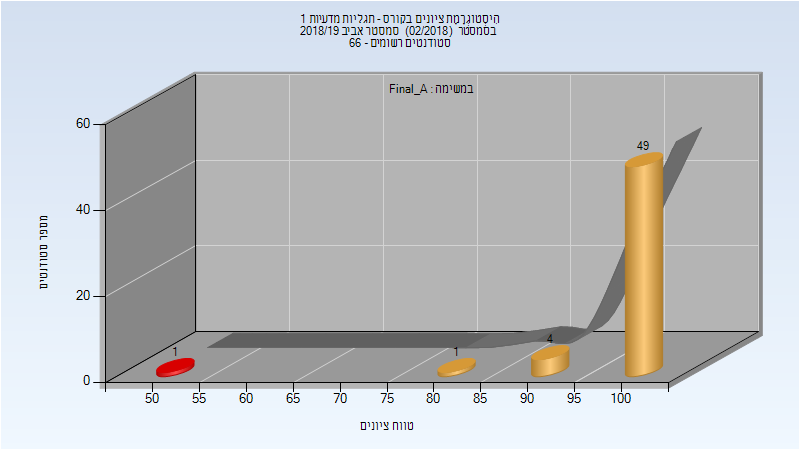 היסטוגרמת ציונים בקורס - תגליות מדעיות 1
בסמסטר (02/2018) סמסטר אביב 2018/19
סטודנטים רשומים - 66
במשימה : Final_A
מספר סטודנטים
60
40
20
0
1
1
4
49
50 55 60 65 70 75 80 85 90 95 100
טווח ציונים